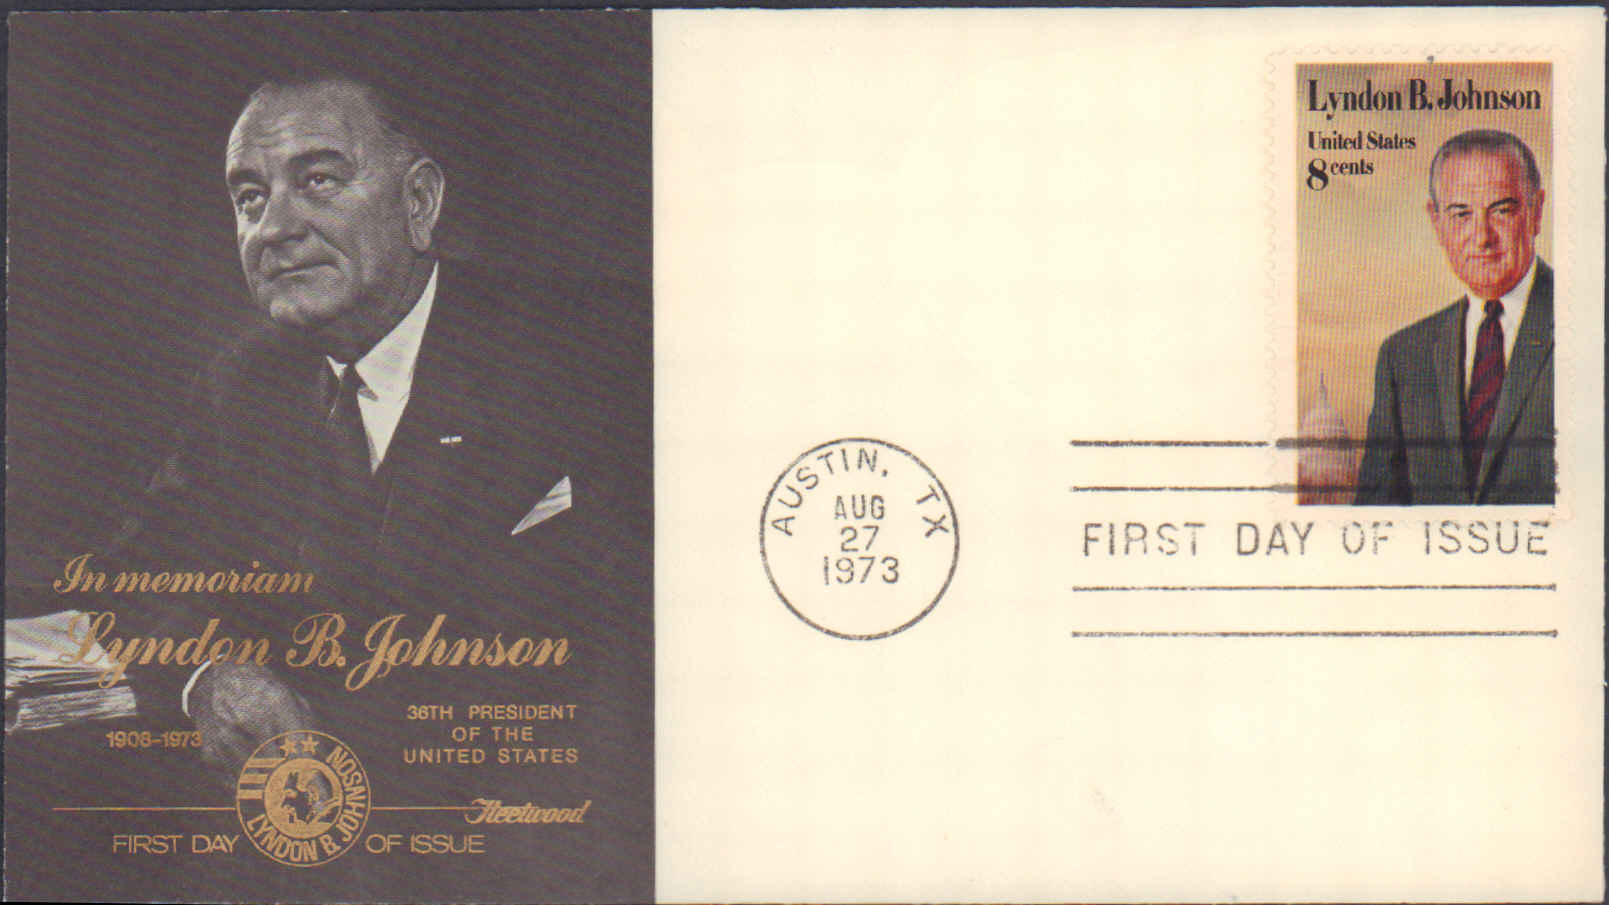 In memoriam
Lyndon B. Johnson
1908-1973
36TH PRESIDENT
OF THE
UNITED STATES
LYNDON B. JOHNSON
Fleetwood
FIRST DAY OF ISSUE
Lyndon B. Johnson
United States
8 cents
AUSTIN, TX
AUG
27
1973
FIRST DAY OF ISSUE